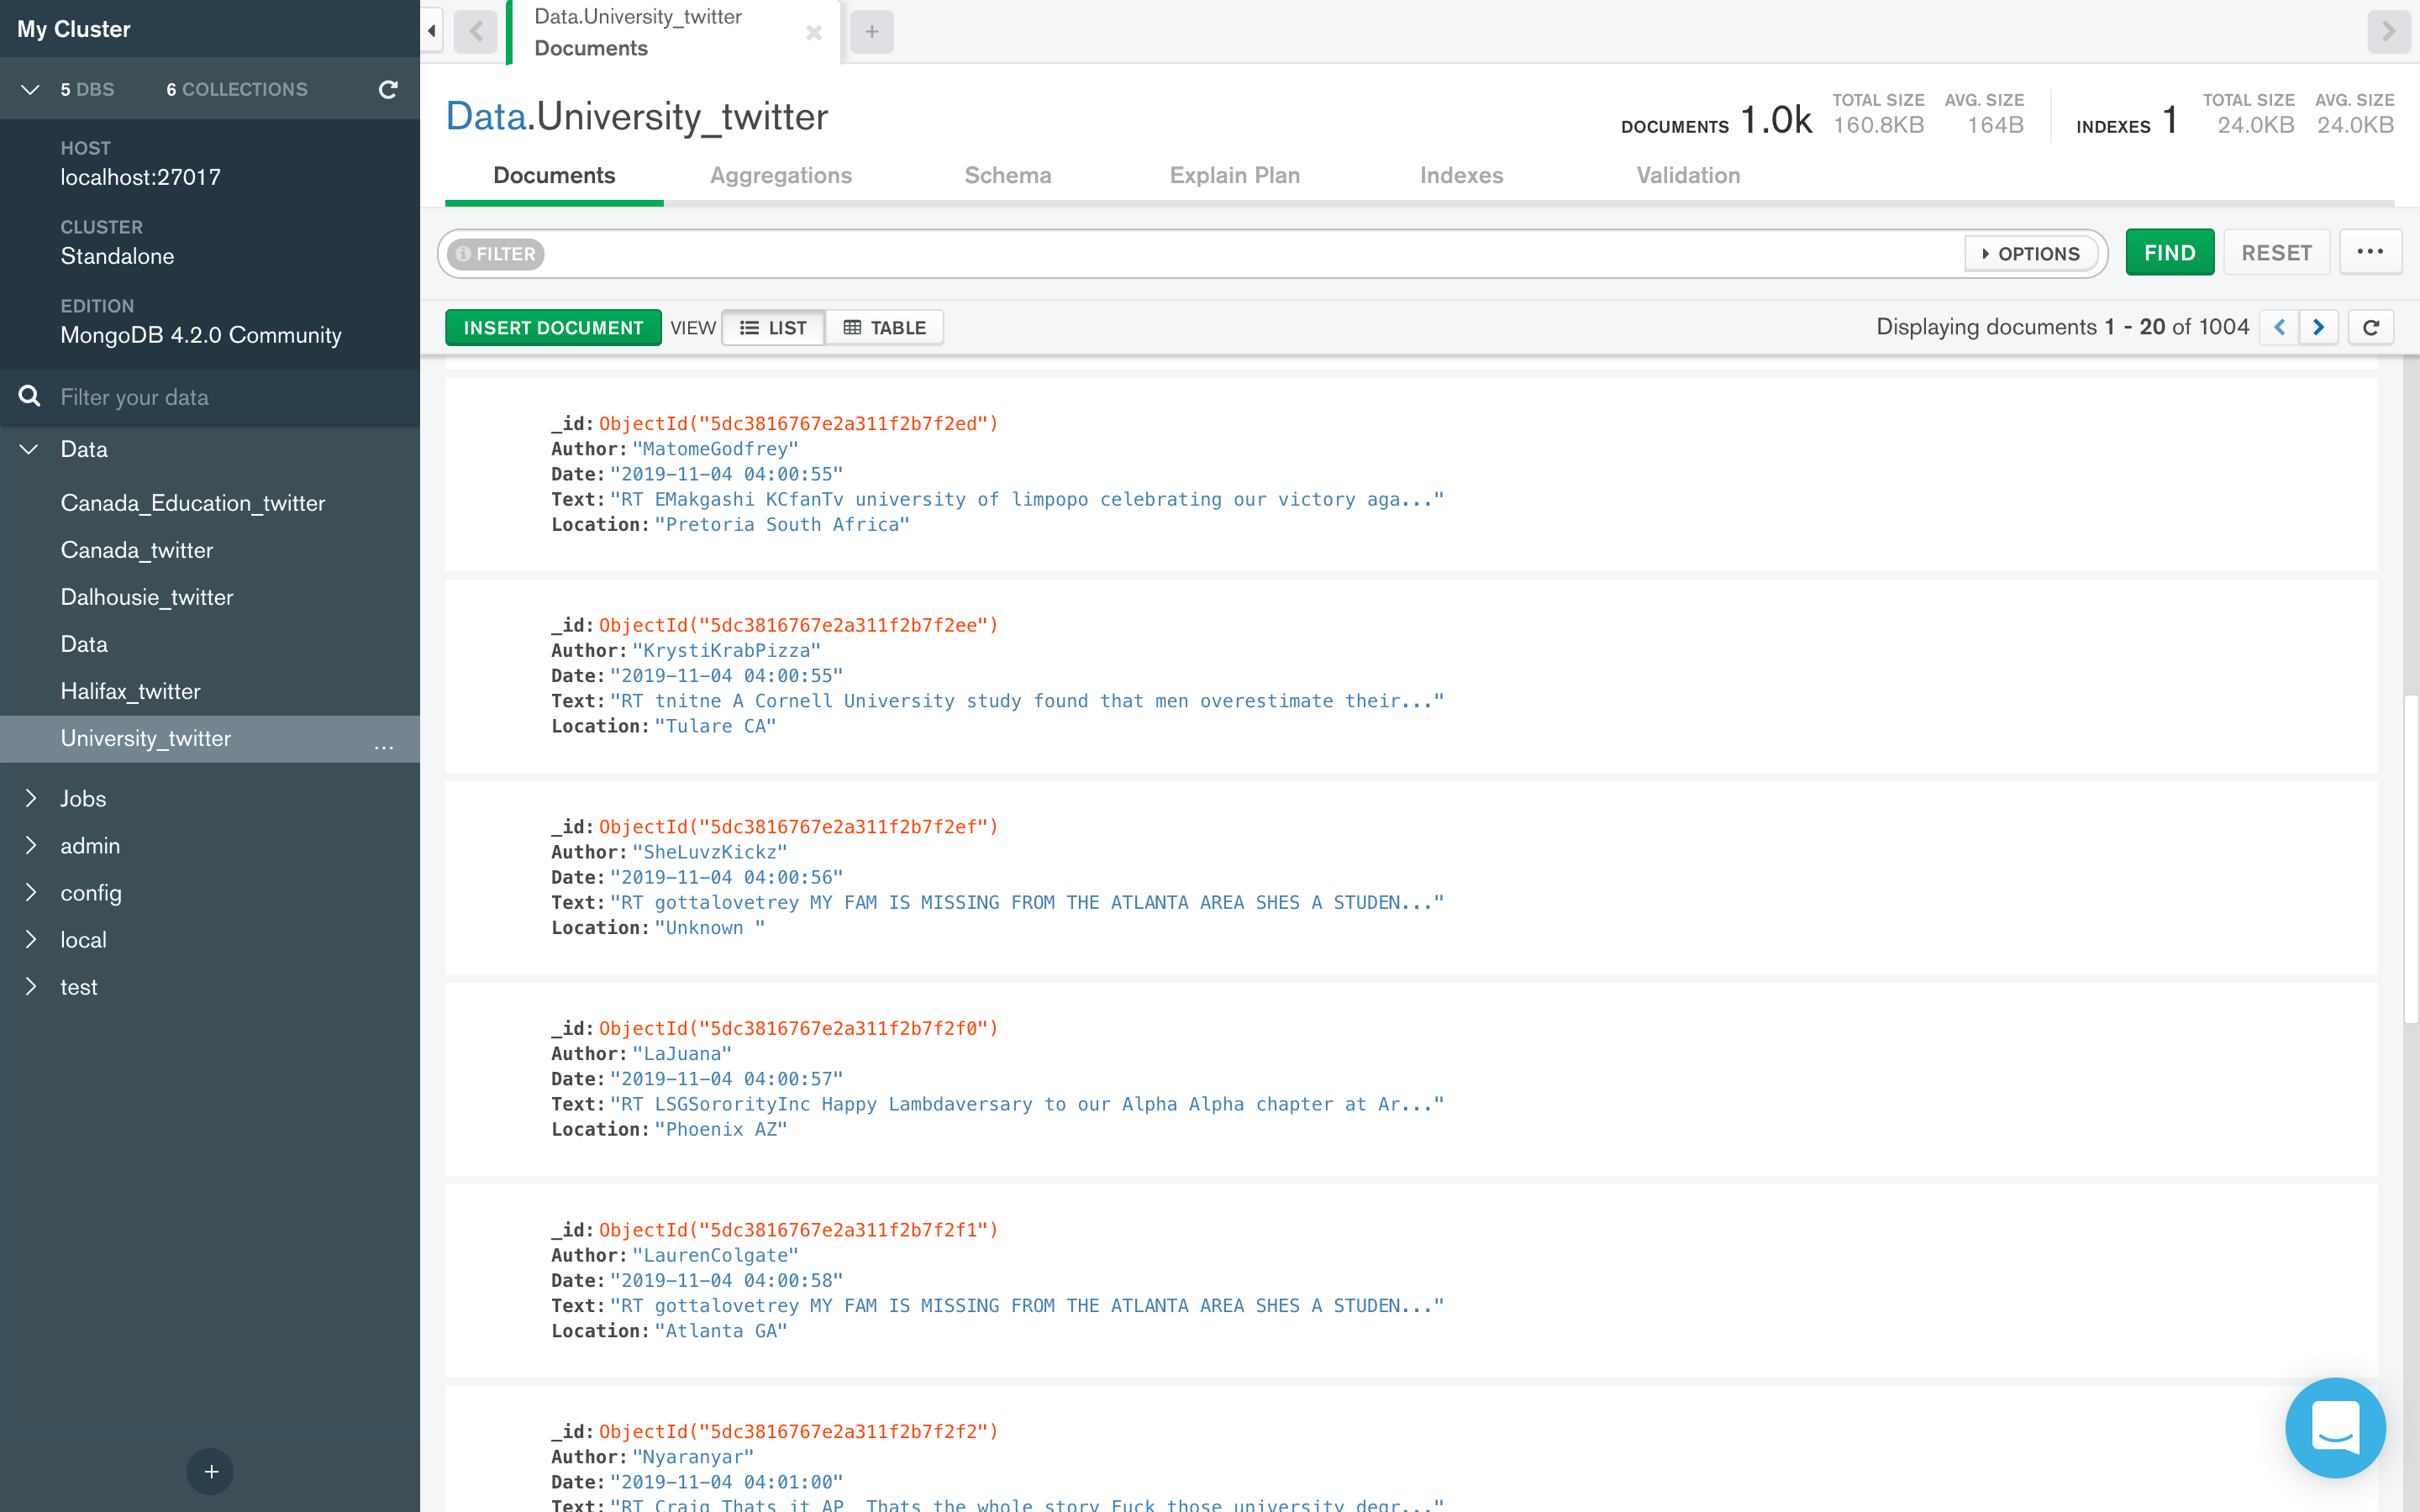 My Cluster
5 DBS 6 COLLECTIONS
HOST
localhost:27017
CLUSTER
Standalone
EDITION
MongoDB 4.2.0 Community
Filter your data
Data
Canada_Education_twitter
Canada_twitter
Dalhousie_twitter
Data
Halifax_twitter
University_twitter ...
Jobs
admin
config
local
test
+
Data.University_twitter
Documents
+
Data.University_twitter
DOCUMENTS 1.0k TOTAL SIZE 160.8KB AVG. SIZE 164B INDEXES 1 TOTAL SIZE 24.0KB AVG. SIZE 24.0KB
Documents Aggregations Schema Explain Plan Indexes Validation
FILTER OPTIONS FIND RESET ...
INSERT DOCUMENT VIEW LIST TABLE Displaying documents 1 - 20 of 1004
_id: ObjectId("5dc3816767e2a311f2b7f2ed")
Author: "MatomeGodfrey"
Date: "2019-11-04 04:00:55"
Text: "RT EMakgashi KCfanTv university of limpopo celebrating our victory aga..."
Location: "Pretoria South Africa"
_id: ObjectId("5dc3816767e2a311f2b7f2ee")
Author: "KrystiKrabPizza"
Date: "2019-11-04 04:00:55"
Text: "RT tnitne A Cornell University study found that men overestimate their..."
Location: "Tulare CA"
_id: ObjectId("5dc3816767e2a311f2b7f2ef")
Author: "SheLuvzKickz"
Date: "2019-11-04 04:00:56"
Text: "RT gottalovetrey MY FAM IS MISSING FROM THE ATLANTA AREA SHES A STUDEN..."
Location: "Unknown "
_id: ObjectId("5dc3816767e2a311f2b7f2f0")
Author: "LaJuana"
Date: "2019-11-04 04:00:57"
Text: "RT LSGSororityInc Happy Lambdaversary to our Alpha Alpha chapter at Ar..."
Location: "Phoenix AZ"
_id: ObjectId("5dc3816767e2a311f2b7f2f1")
Author: "LaurenColgate"
Date: "2019-11-04 04:00:58"
Text: "RT gottalovetrey MY FAM IS MISSING FROM THE ATLANTA AREA SHES A STUDEN..."
Location: "Atlanta GA"
_id: ObjectId("5dc3816767e2a311f2b7f2f2")
Author: "Nyaranyar"
Date: "2019-11-04 04:01:00"
Text: "RT Craig Thats it AP  Thats the whole story Fuck those university degr..."